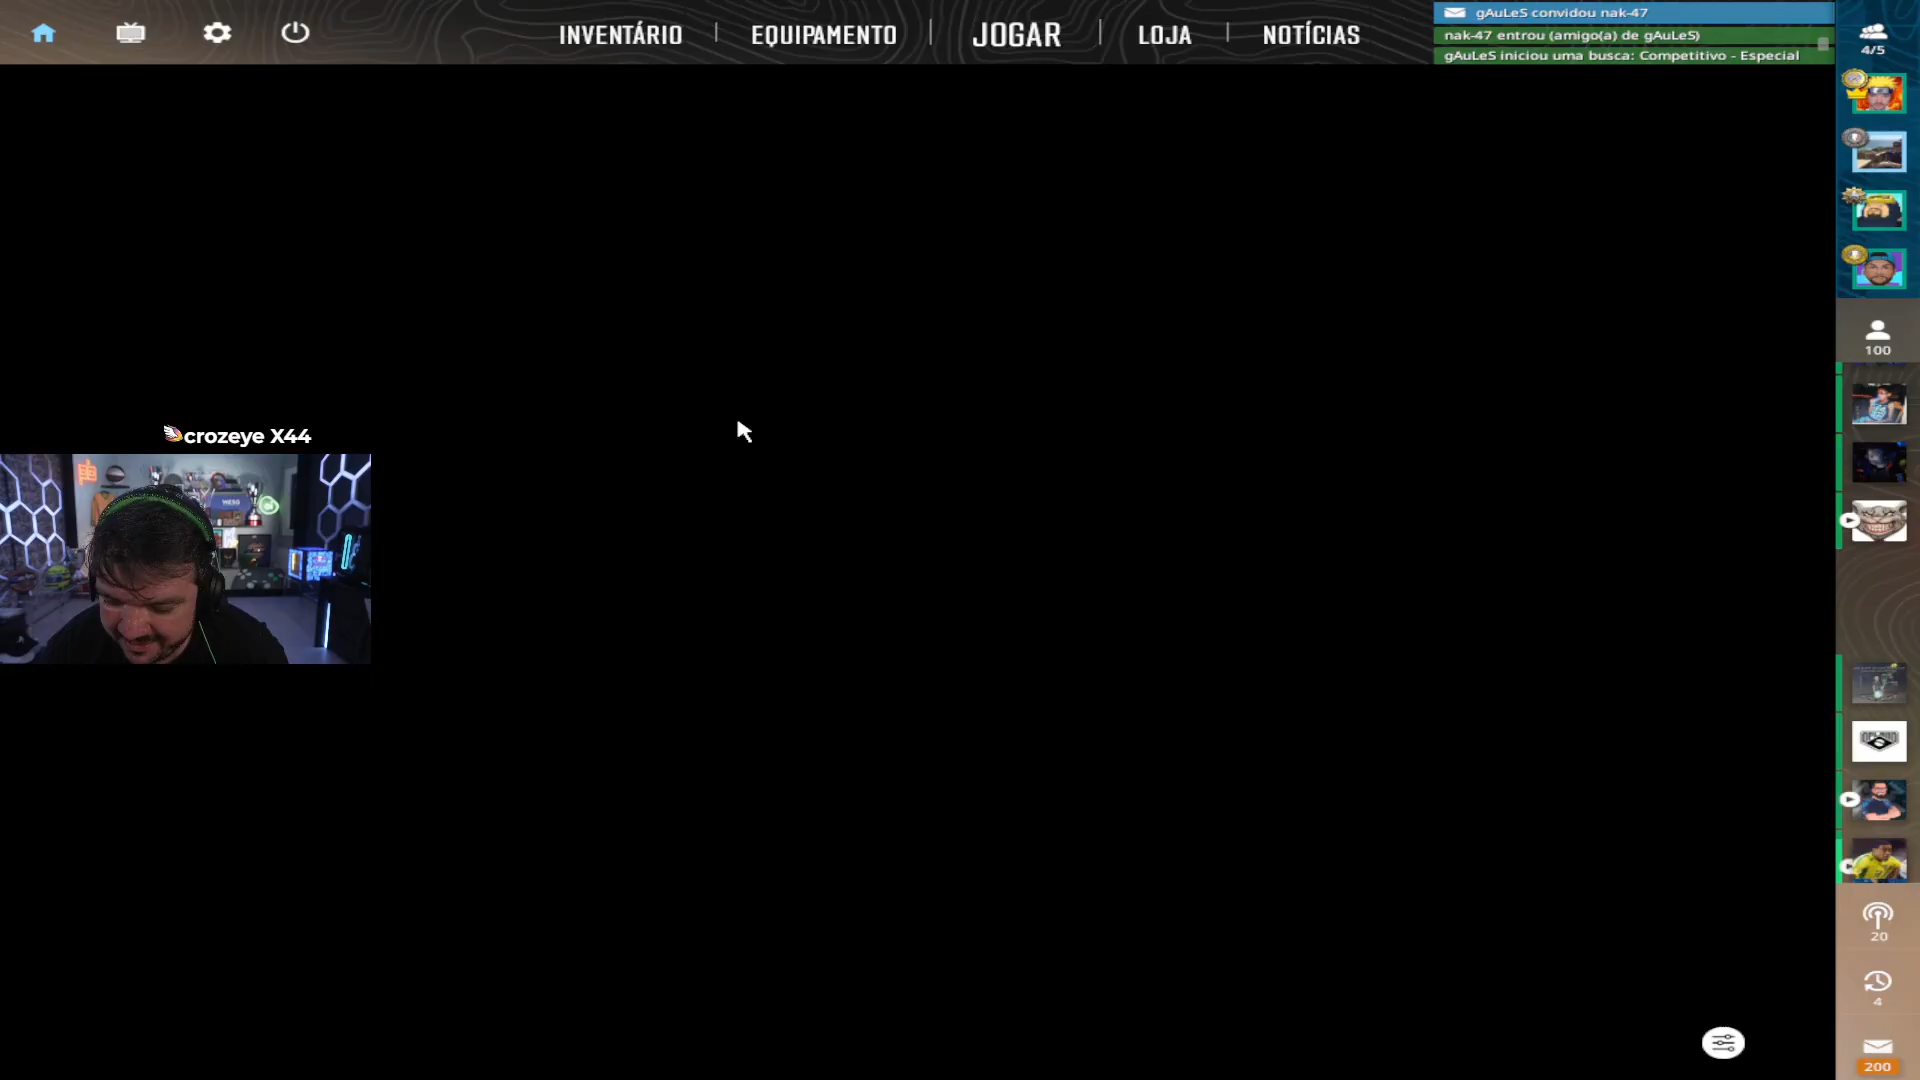 INVENTÁRIO
EQUIPAMENTO
JOGAR
LOJA
NOTÍCIAS
gAuLeS convidou nak-47
nak-47 entrou (amigo(a) de gAuLeS)
gAuLeS iniciou uma busca: Competitivo - Especial
4/5
100
crozeye X44
20
4
200